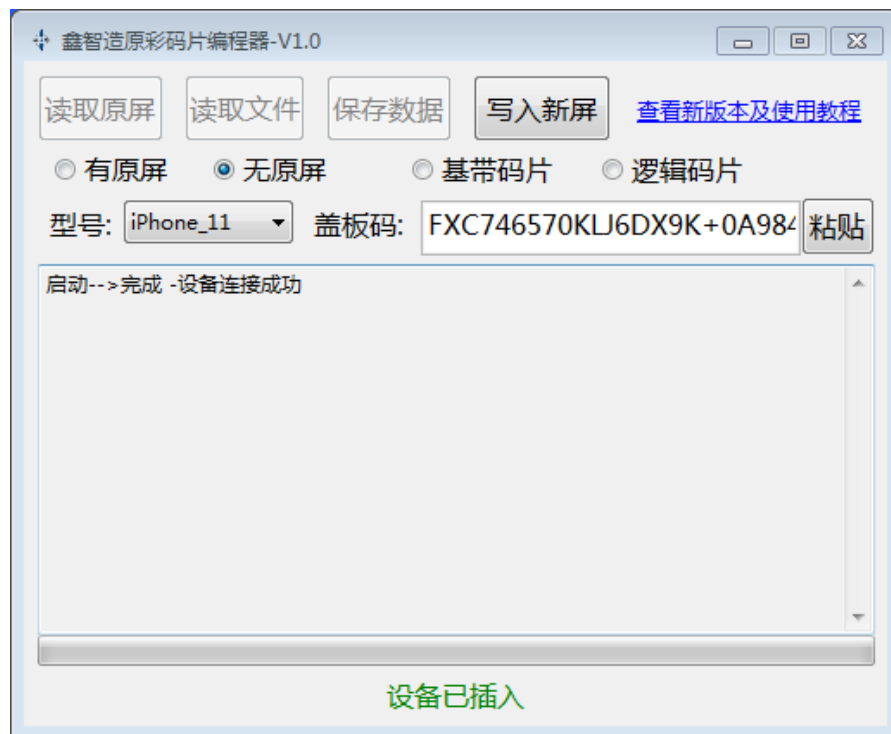 鑫智造原彩码片编程器-V1.0
读取原屏 读取文件 保存数据 写入新屏 查看新版本及使用教程
有原屏 无原屏 基带码片 逻辑码片
型号: iPhone_11 盖板码: FXC746570KLJ6DX9K+0A984 粘贴
启动-->完成 -设备连接成功
设备已插入